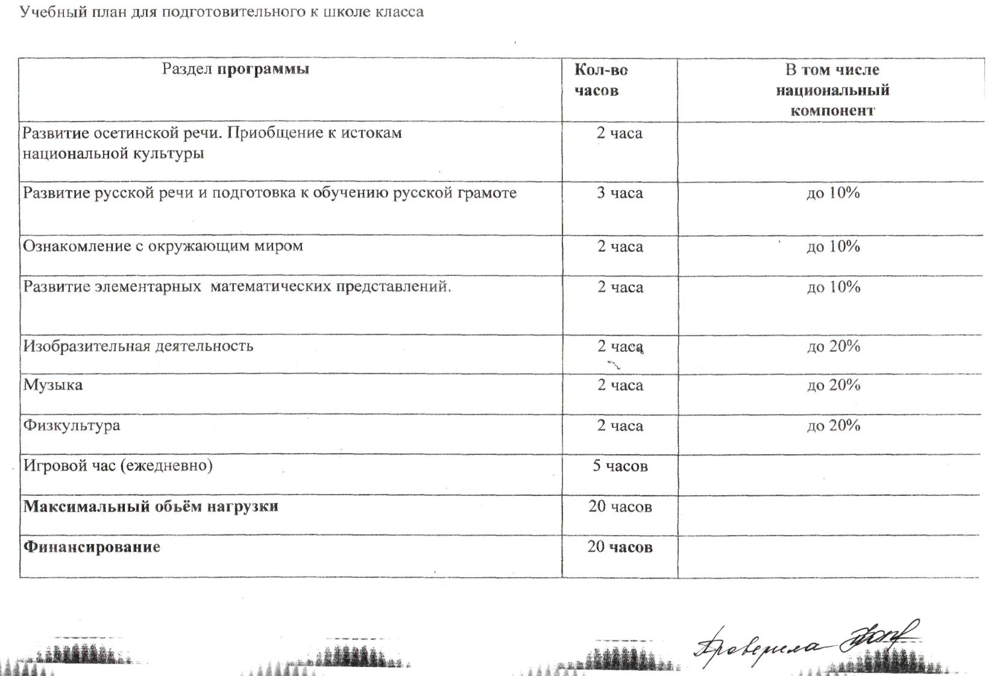 Учебный план для подготовительного к школе класса
Раздел программы
Кол-во
часов
В том числе
национальный
компонент
Развитие осетинской речи. Приобщение к истокам
национальной культуры
2 часа
Развитие русской речи и подготовка к обучению русской грамоте
3 часа
до 10%
Ознакомление с окружающим миром
2 часа
до 10%
Развитие элементарных математических представлений.
2 часа
до 10%
Изобразительная деятельность
2 часа
до 20%
Музыка
2 часа
до 20%
Физкультура
2 часа
до 20%
Игровой час (ежедневно)
5 часов
Максимальный объём нагрузки
20 часов
Финансирование
20 часов
Проверила